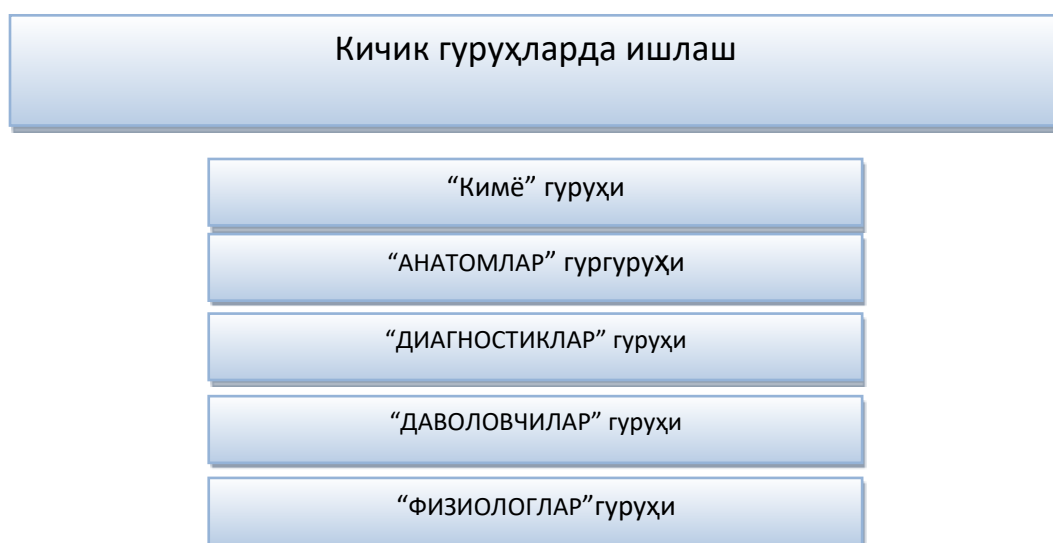 Кичик гуруҳларда ишлаш
“Кимё” гуруҳи
“АНАТОМЛАР” гургуруҳи
“ДИАГНОСТИКЛАР” гуруҳи
“ДАВОЛОВЧИЛАР” гуруҳи
“ФИЗИОЛОГЛАР”гуруҳи